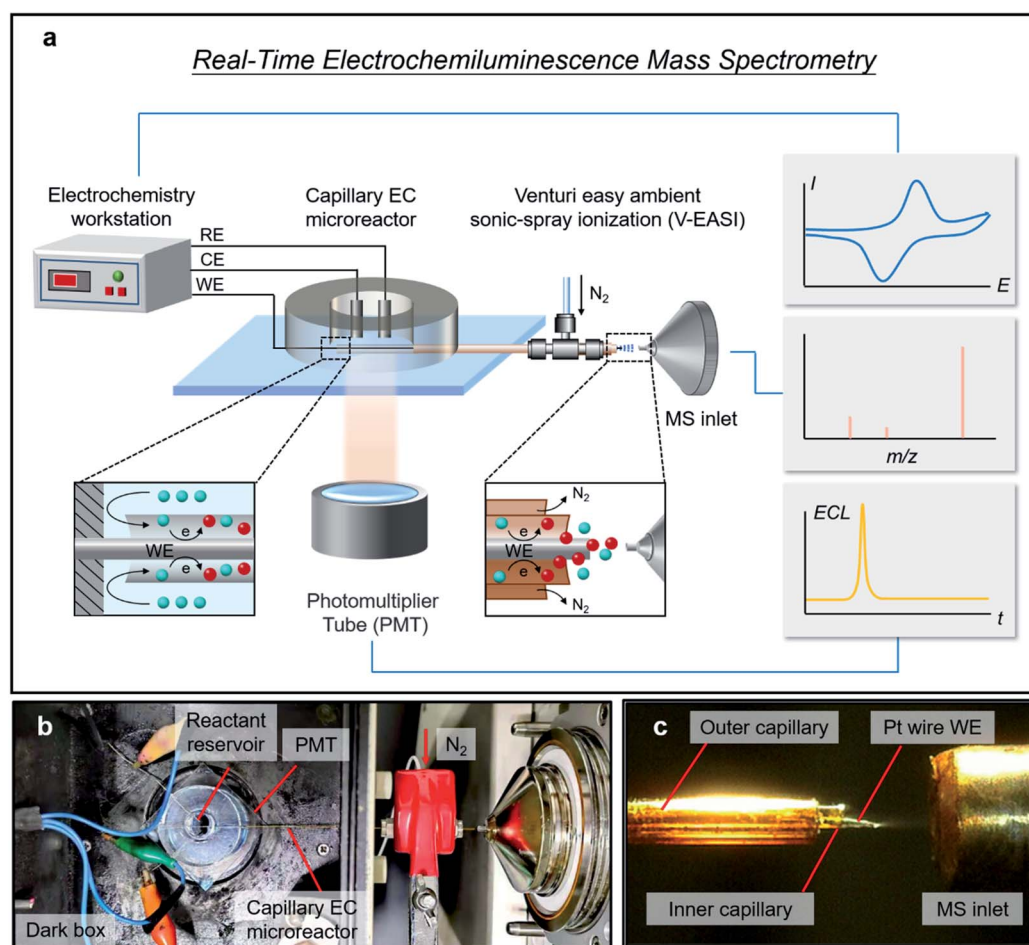 a
Real-Time Electrochemiluminescence Mass Spectrometry
Electrochemistry
workstation
RE
CE
WE
Capillary EC
microreactor
Venturi easy ambient
sonic-spray ionization (V-EASI)
N2
MS inlet
I
E
m/z
ECL
t
e
WE
e
Photomultiplier
Tube (PMT)
N2
e
WE
e
N2
b
Reactant
reservoir
PMT
N2
Capillary EC
microreactor
Dark box
c
Outer capillary
Pt wire WE
Inner capillary
MS inlet